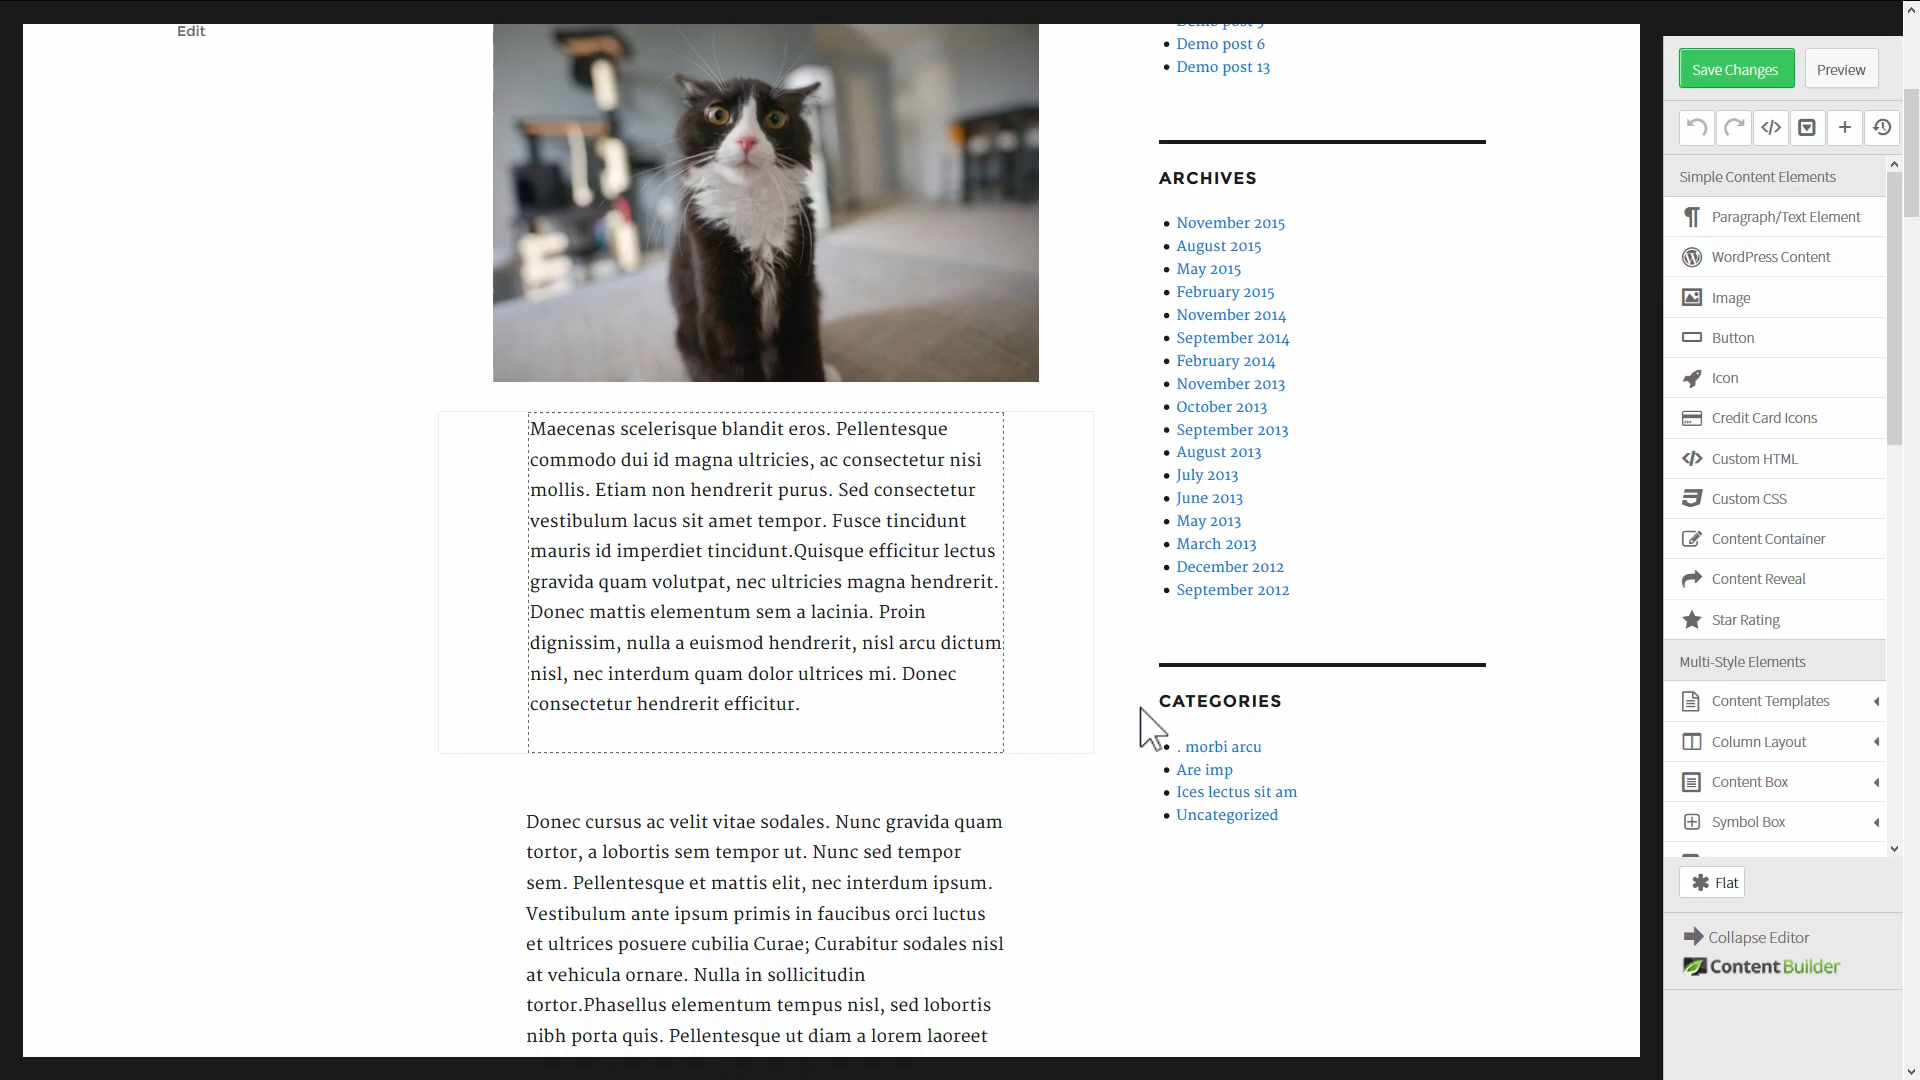 Edit
Demo post 5
Demo post 6
Demo post 13
ARCHIVES
November 2015
August 2015
May 2015
February 2015
November 2014
September 2014
February 2014
November 2013
October 2013
September 2013
August 2013
July 2013
June 2013
May 2013
March 2013
December 2012
September 2012
CATEGORIES
. morbi arcu
Are imp
Ices lectus sit am
Uncategorized
Maecenas scelerisque blandit eros. Pellentesque
commodo dui id magna ultricies, ac consectetur nisi
mollis. Etiam non hendrerit purus. Sed consectetur
vestibulum lacus sit amet tempor. Fusce tincidunt
mauris id imperdiet tincidunt.Quisque efficitur lectus
gravida quam volutpat, nec ultricies magna hendrerit.
Donec mattis elementum sem a lacinia. Proin
dignissim, nulla a euismod hendrerit, nisl arcu dictum
nisl, nec interdum quam dolor ultrices mi. Donec
consectetur hendrerit efficitur.
Donec cursus ac velit vitae sodales. Nunc gravida quam
tortor, a lobortis sem tempor ut. Nunc sed tempor
sem. Pellentesque et mattis elit, nec interdum ipsum.
Vestibulum ante ipsum primis in faucibus orci luctus
et ultrices posuere cubilia Curae; Curabitur sodales nisl
at vehicula ornare. Nulla in sollicitudin
tortor.Phasellus elementum tempus nisl, sed lobortis
nibh porta quis. Pellentesque ut diam a lorem laoreet
Save Changes
Preview
Simple Content Elements
Paragraph/Text Element
WordPress Content
Image
Button
Icon
Credit Card Icons
Custom HTML
Custom CSS
Content Container
Content Reveal
Star Rating
Multi-Style Elements
Content Templates
Column Layout
Content Box
Symbol Box
Flat
Collapse Editor
Content Builder